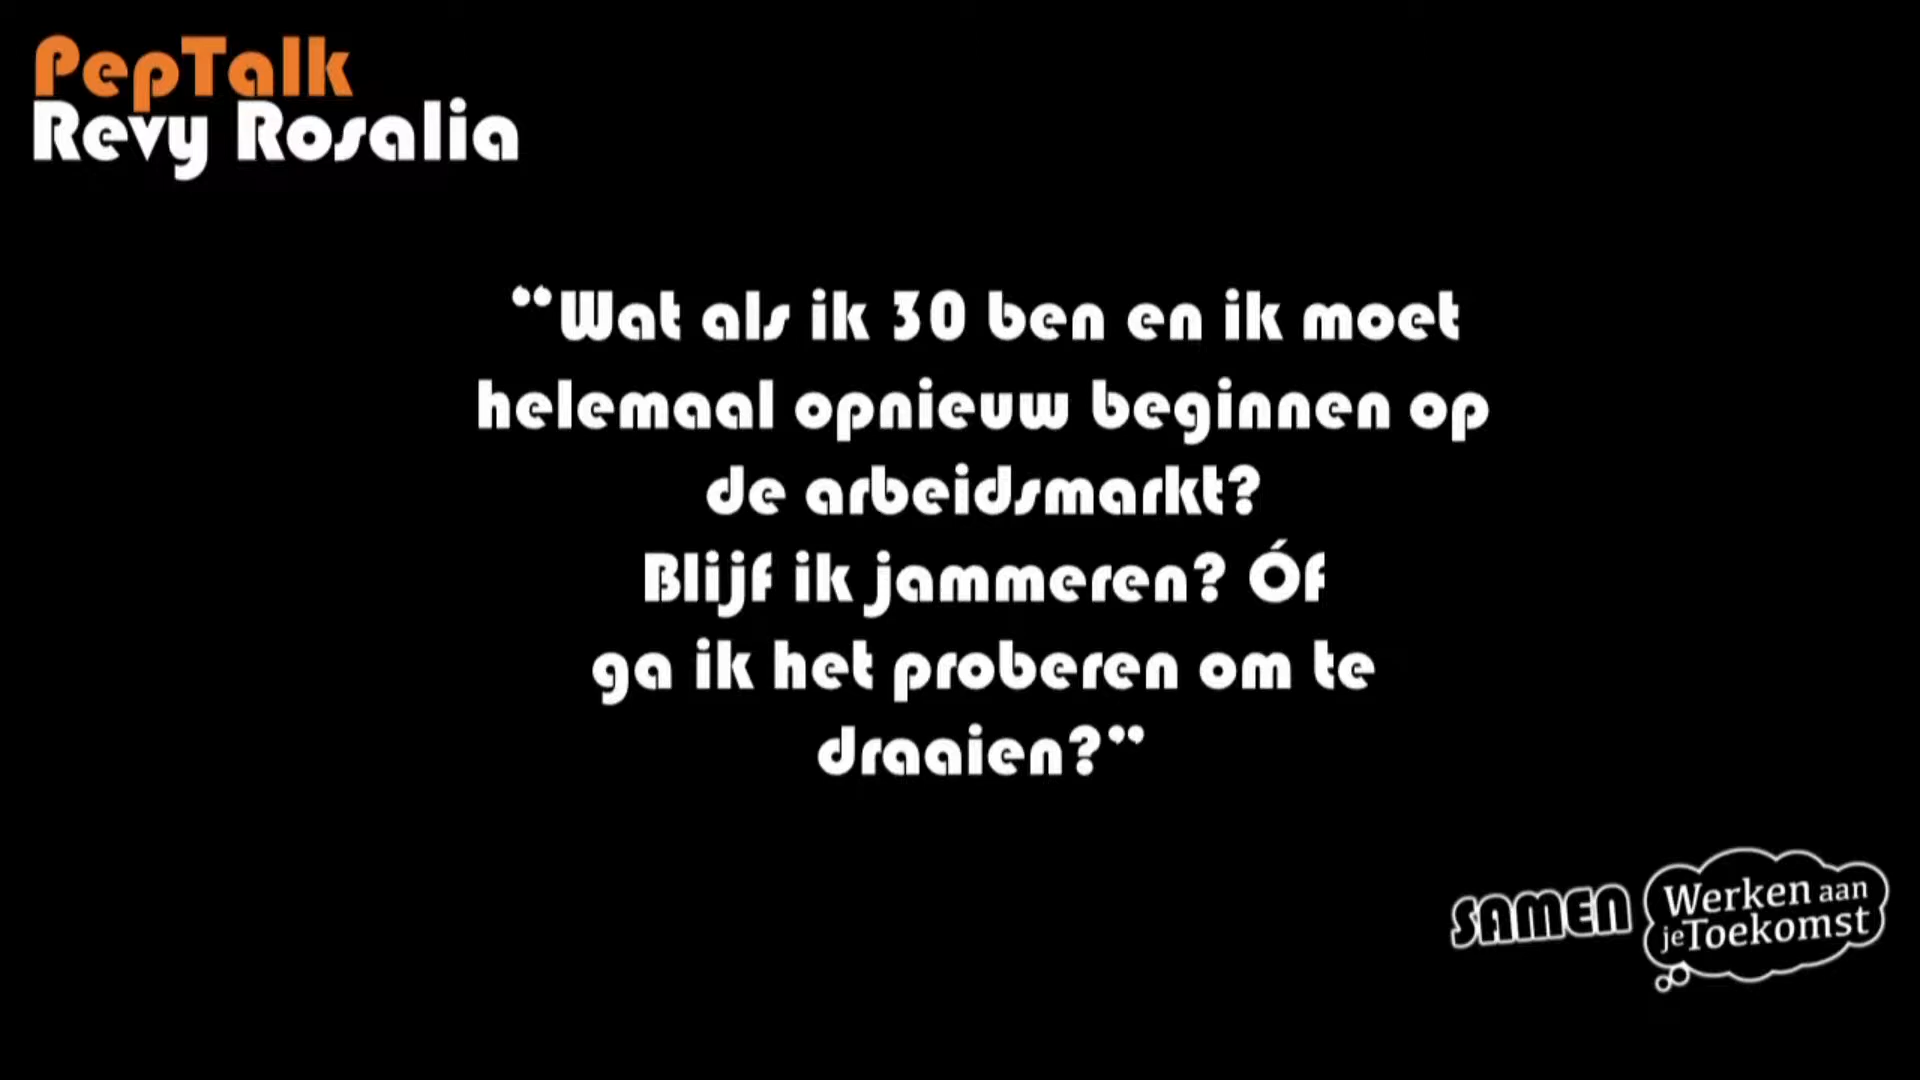 PepTalk
Revy Rosalia
“Wat als ik 30 ben en ik moet
helemaal opnieuw beginnen op
de arbeidsmarkt?
Blijf ik jammeren? Óf
ga ik het proberen om te
draaien?”
SAMEN
Werken aan
je Toekomst